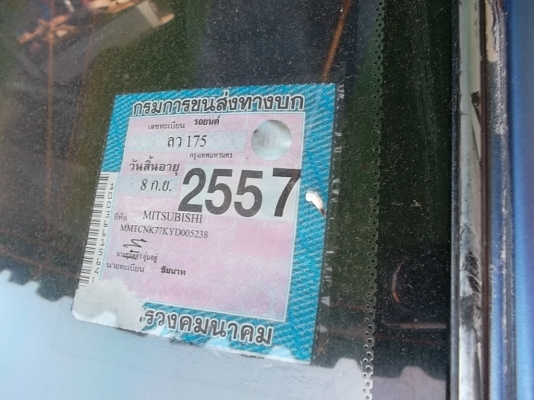 กรมการขนส่งทางบก
เลขทะเบียน รถยนต์
ลว 175
กรุงเทพมหานคร
วันสิ้นอายุ
8 ก.ย. 2557
ยี่ห้อ MITSUBISHI
MMTCNK77KYD005238
นายทะเบียน ชัยนาท
รวงคมนาคม